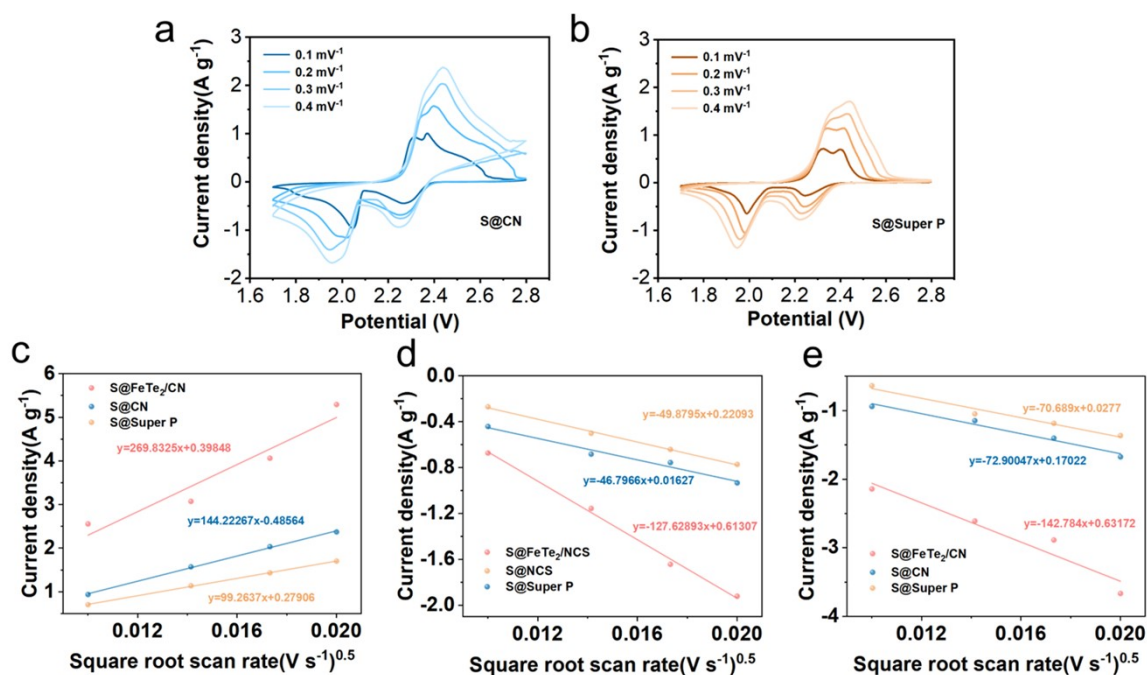 a
Current density(A g⁻¹)
3
2
1
0
-1
-2
0.1 mV⁻¹
0.2 mV⁻¹
0.3 mV⁻¹
0.4 mV⁻¹
S@CN
1.6 1.8 2.0 2.2 2.4 2.6 2.8
Potential (V)
b
Current density(A g⁻¹)
3
2
1
0
-1
-2
0.1 mV⁻¹
0.2 mV⁻¹
0.3 mV⁻¹
0.4 mV⁻¹
S@Super P
1.6 1.8 2.0 2.2 2.4 2.6 2.8
Potential (V)
c
Current density(A g⁻¹)
6
5
4
3
2
1
S@FeTe₂/CN
S@CN
S@Super P
y=269.8325x+0.39848
y=144.22267x-0.48564
y=99.2637x+0.27906
0.012 0.016 0.020
Square root scan rate(V s⁻¹)⁰·⁵
d
Current density(A g⁻¹)
0.0
-0.4
-0.8
-1.2
-1.6
-2.0
y=-49.8795+0.22093
y=-46.7966+0.01627
y=-127.62893+0.61307
S@FeTe₂/NCS
S@NCS
S@Super P
0.012 0.016 0.020
Square root scan rate(V s⁻¹)⁰·⁵
e
Current density(A g⁻¹)
-1
-2
-3
-4
y=-70.689+0.0277
y=-72.90047+0.17022
y=-142.784+0.63172
S@FeTe₂/CN
S@CN
S@Super P
0.012 0.016 0.020
Square root scan rate(V s⁻¹)⁰·⁵